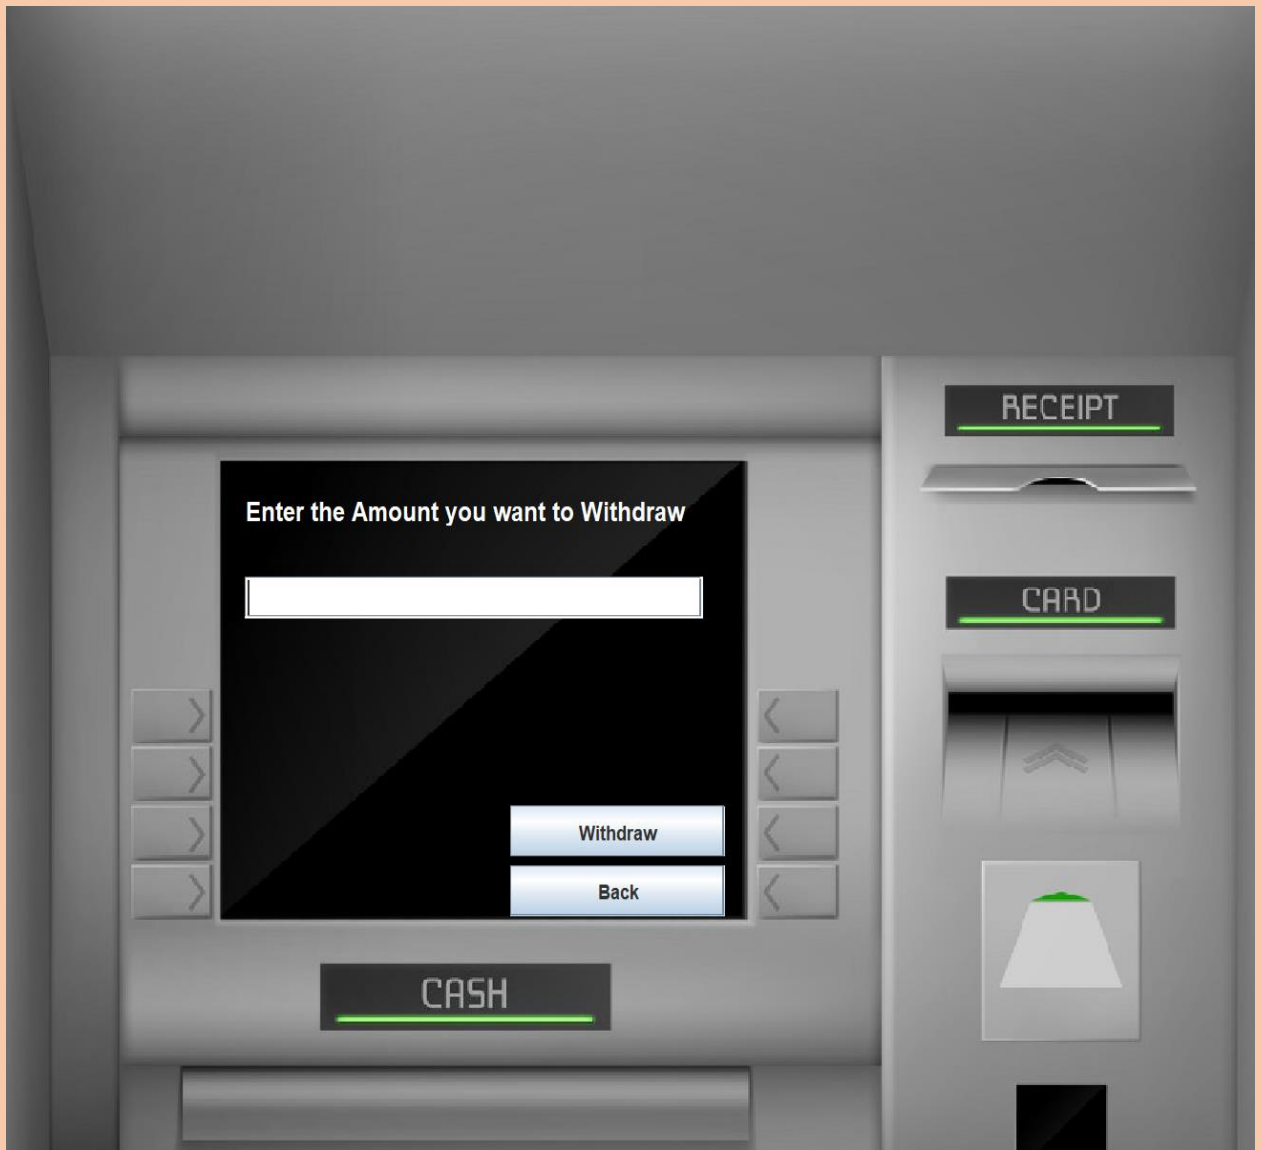 RECEIPT
Enter the Amount you want to Withdraw
CARD
Withdraw
Back
CASH